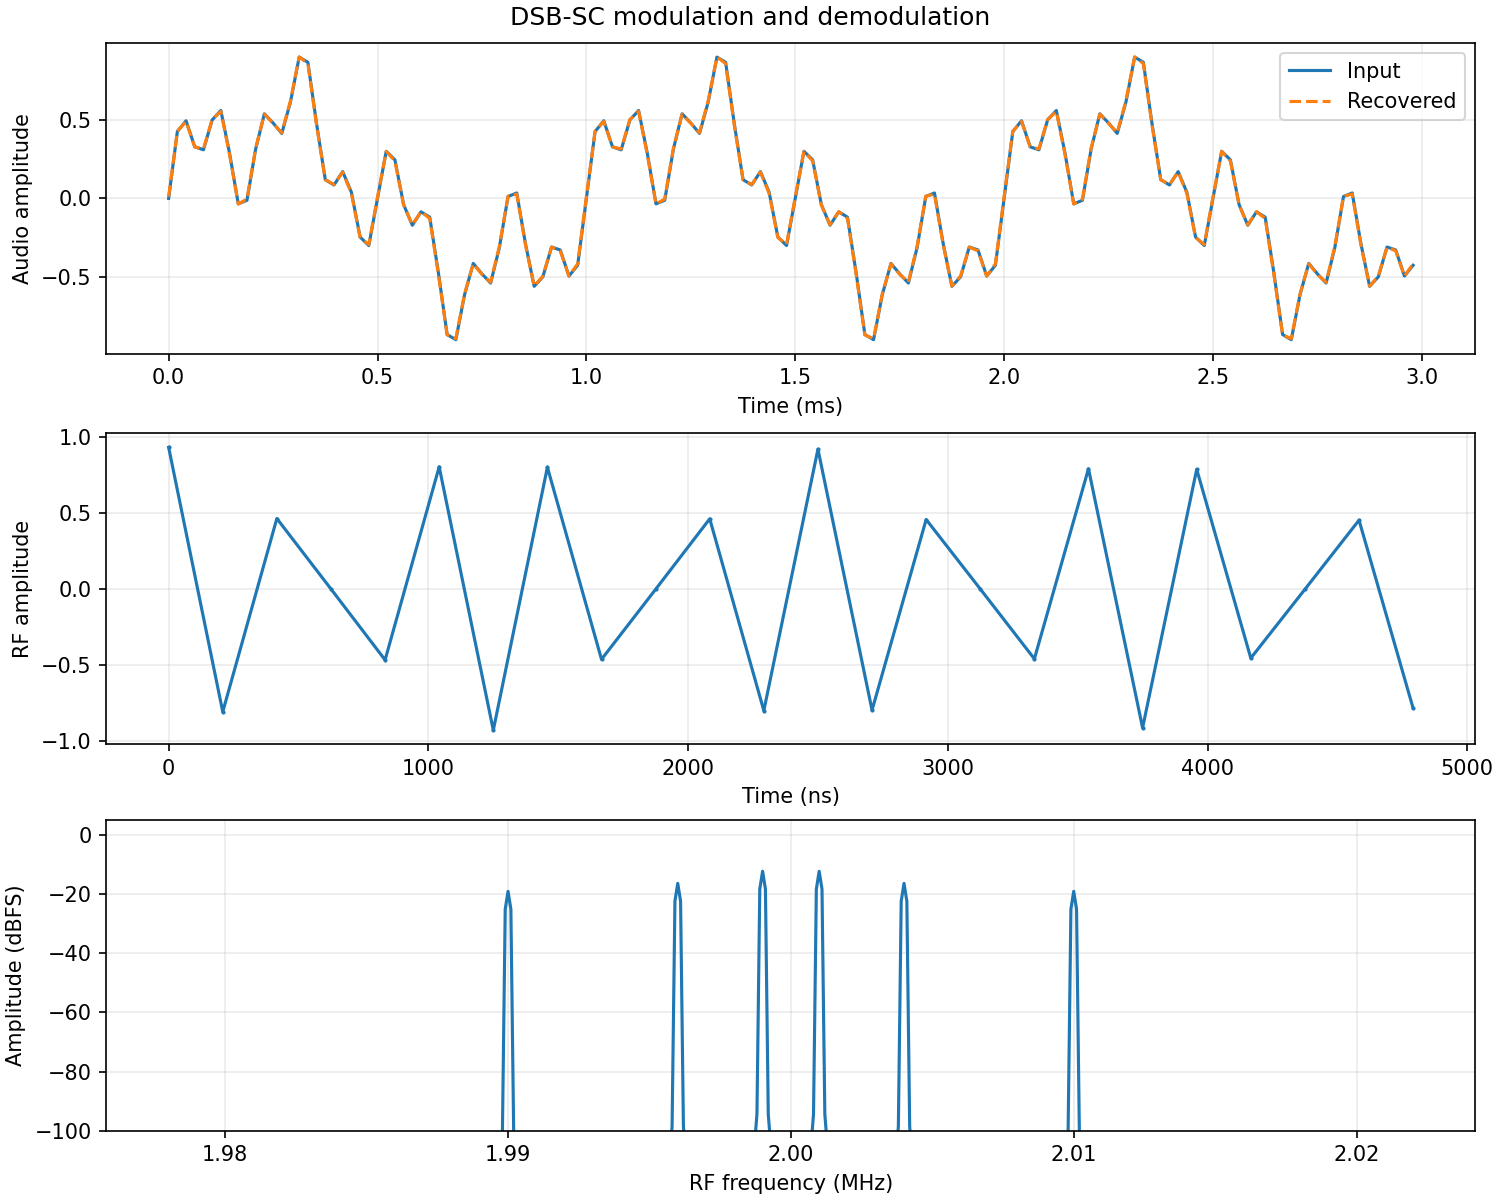 DSB-SC modulation and demodulation
Input
Recovered
Audio amplitude
0.5
0.0
−0.5
0.0 0.5 1.0 1.5 2.0 2.5 3.0
Time (ms)
RF amplitude
1.0
0.5
0.0
−0.5
−1.0
0 1000 2000 3000 4000 5000
Time (ns)
Amplitude (dBFS)
0
−20
−40
−60
−80
−100
1.98 1.99 2.00 2.01 2.02
RF frequency (MHz)